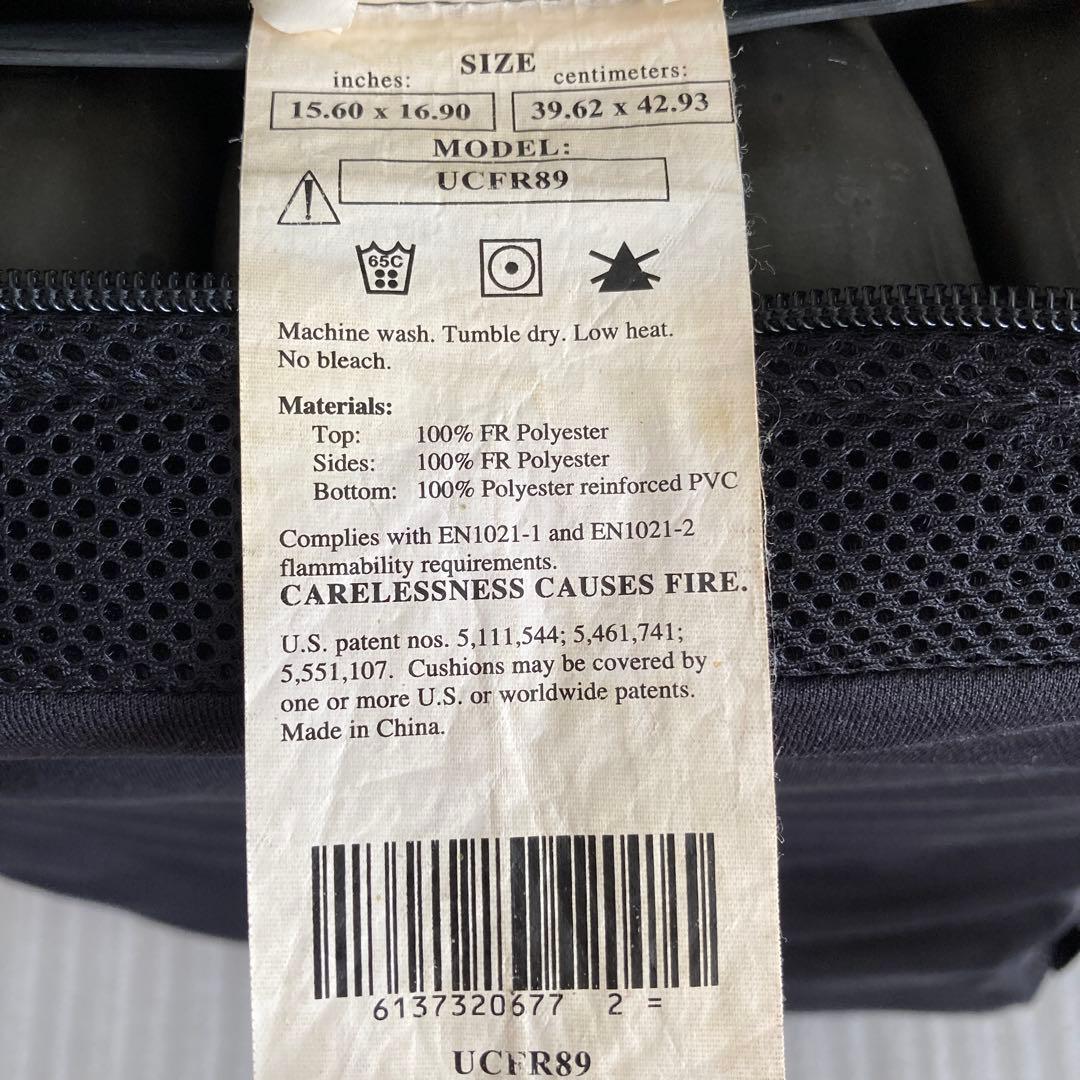 SIZE
inches: centimeters:
15.60 x 16.90 39.62 x 42.93
MODEL:
UCFR89
65C
Machine wash. Tumble dry. Low heat.
No bleach.
Materials:
Top: 100% FR Polyester
Sides: 100% FR Polyester
Bottom: 100% Polyester reinforced PVC
Complies with EN1021-1 and EN1021-2
flammability requirements.
CARELESSNESS CAUSES FIRE.
U.S. patent nos. 5,111,544; 5,461,741;
5,551,107. Cushions may be covered by
one or more U.S. or worldwide patents.
Made in China.
6137320677 2 =
UCFR89